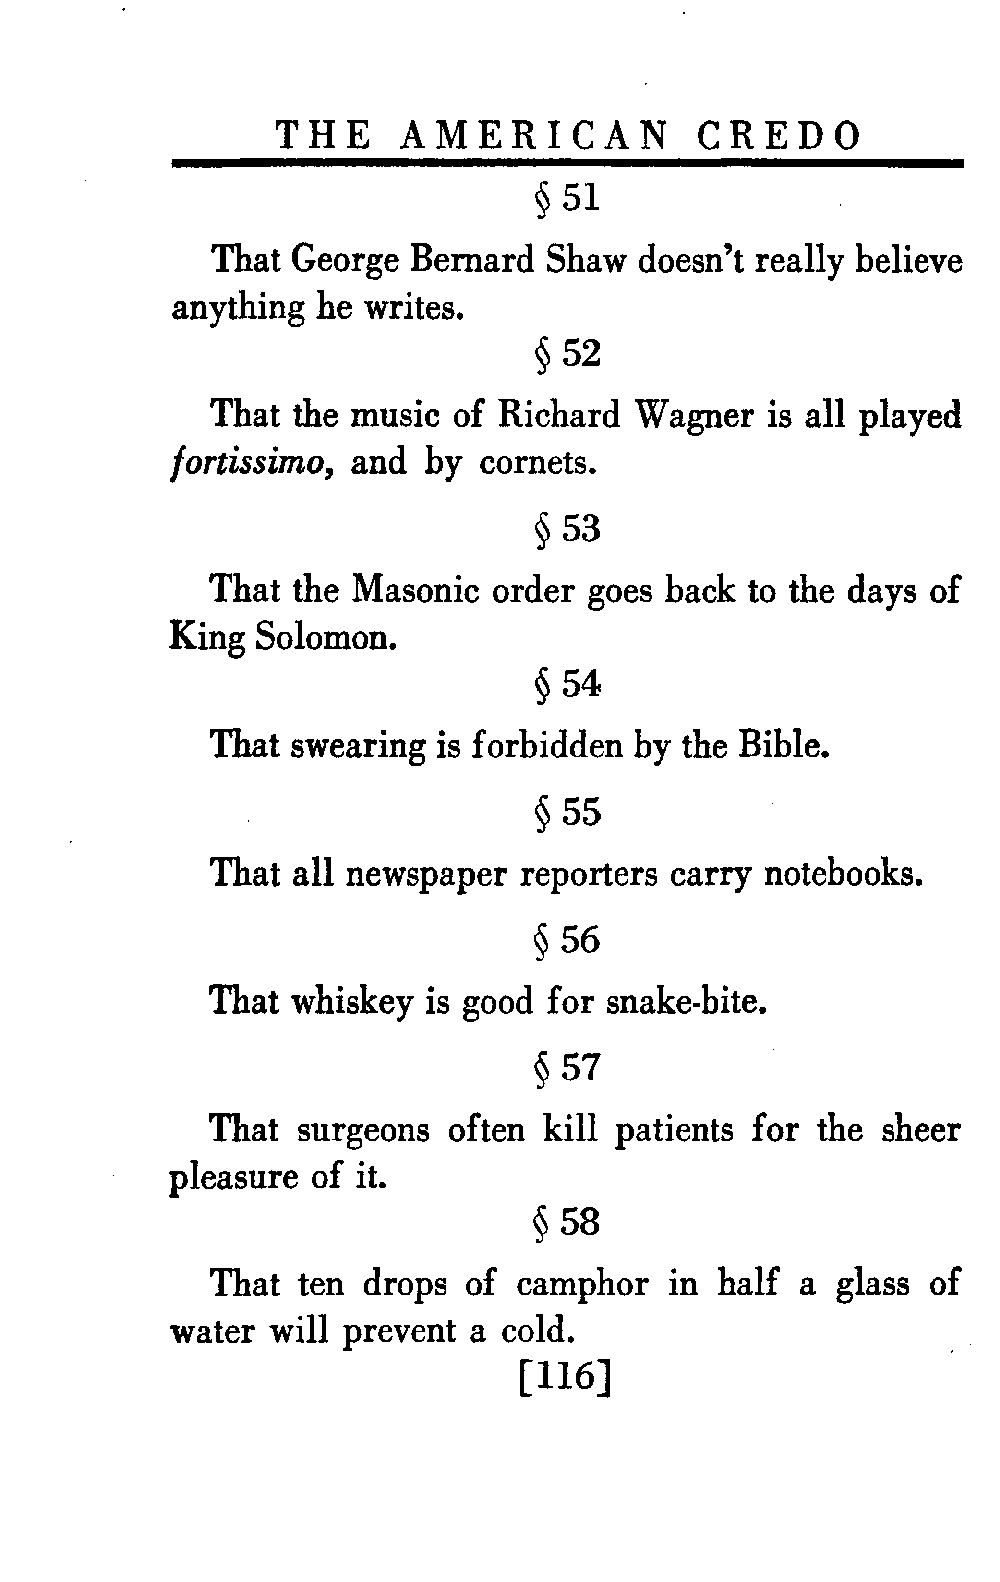 THE AMERICAN CREDO
§ 51
That George Bernard Shaw doesn't really believe
anything he writes.
§ 52
That the music of Richard Wagner is all played
fortissimo, and by cornets.
§ 53
That the Masonic order goes back to the days of
King Solomon.
§ 54
That swearing is forbidden by the Bible.
§ 55
That all newspaper reporters carry notebooks.
§ 56
That whiskey is good for snake-bite.
§ 57
That surgeons often kill patients for the sheer
pleasure of it.
§ 58
That ten drops of camphor in half a glass of
water will prevent a cold.
[116]